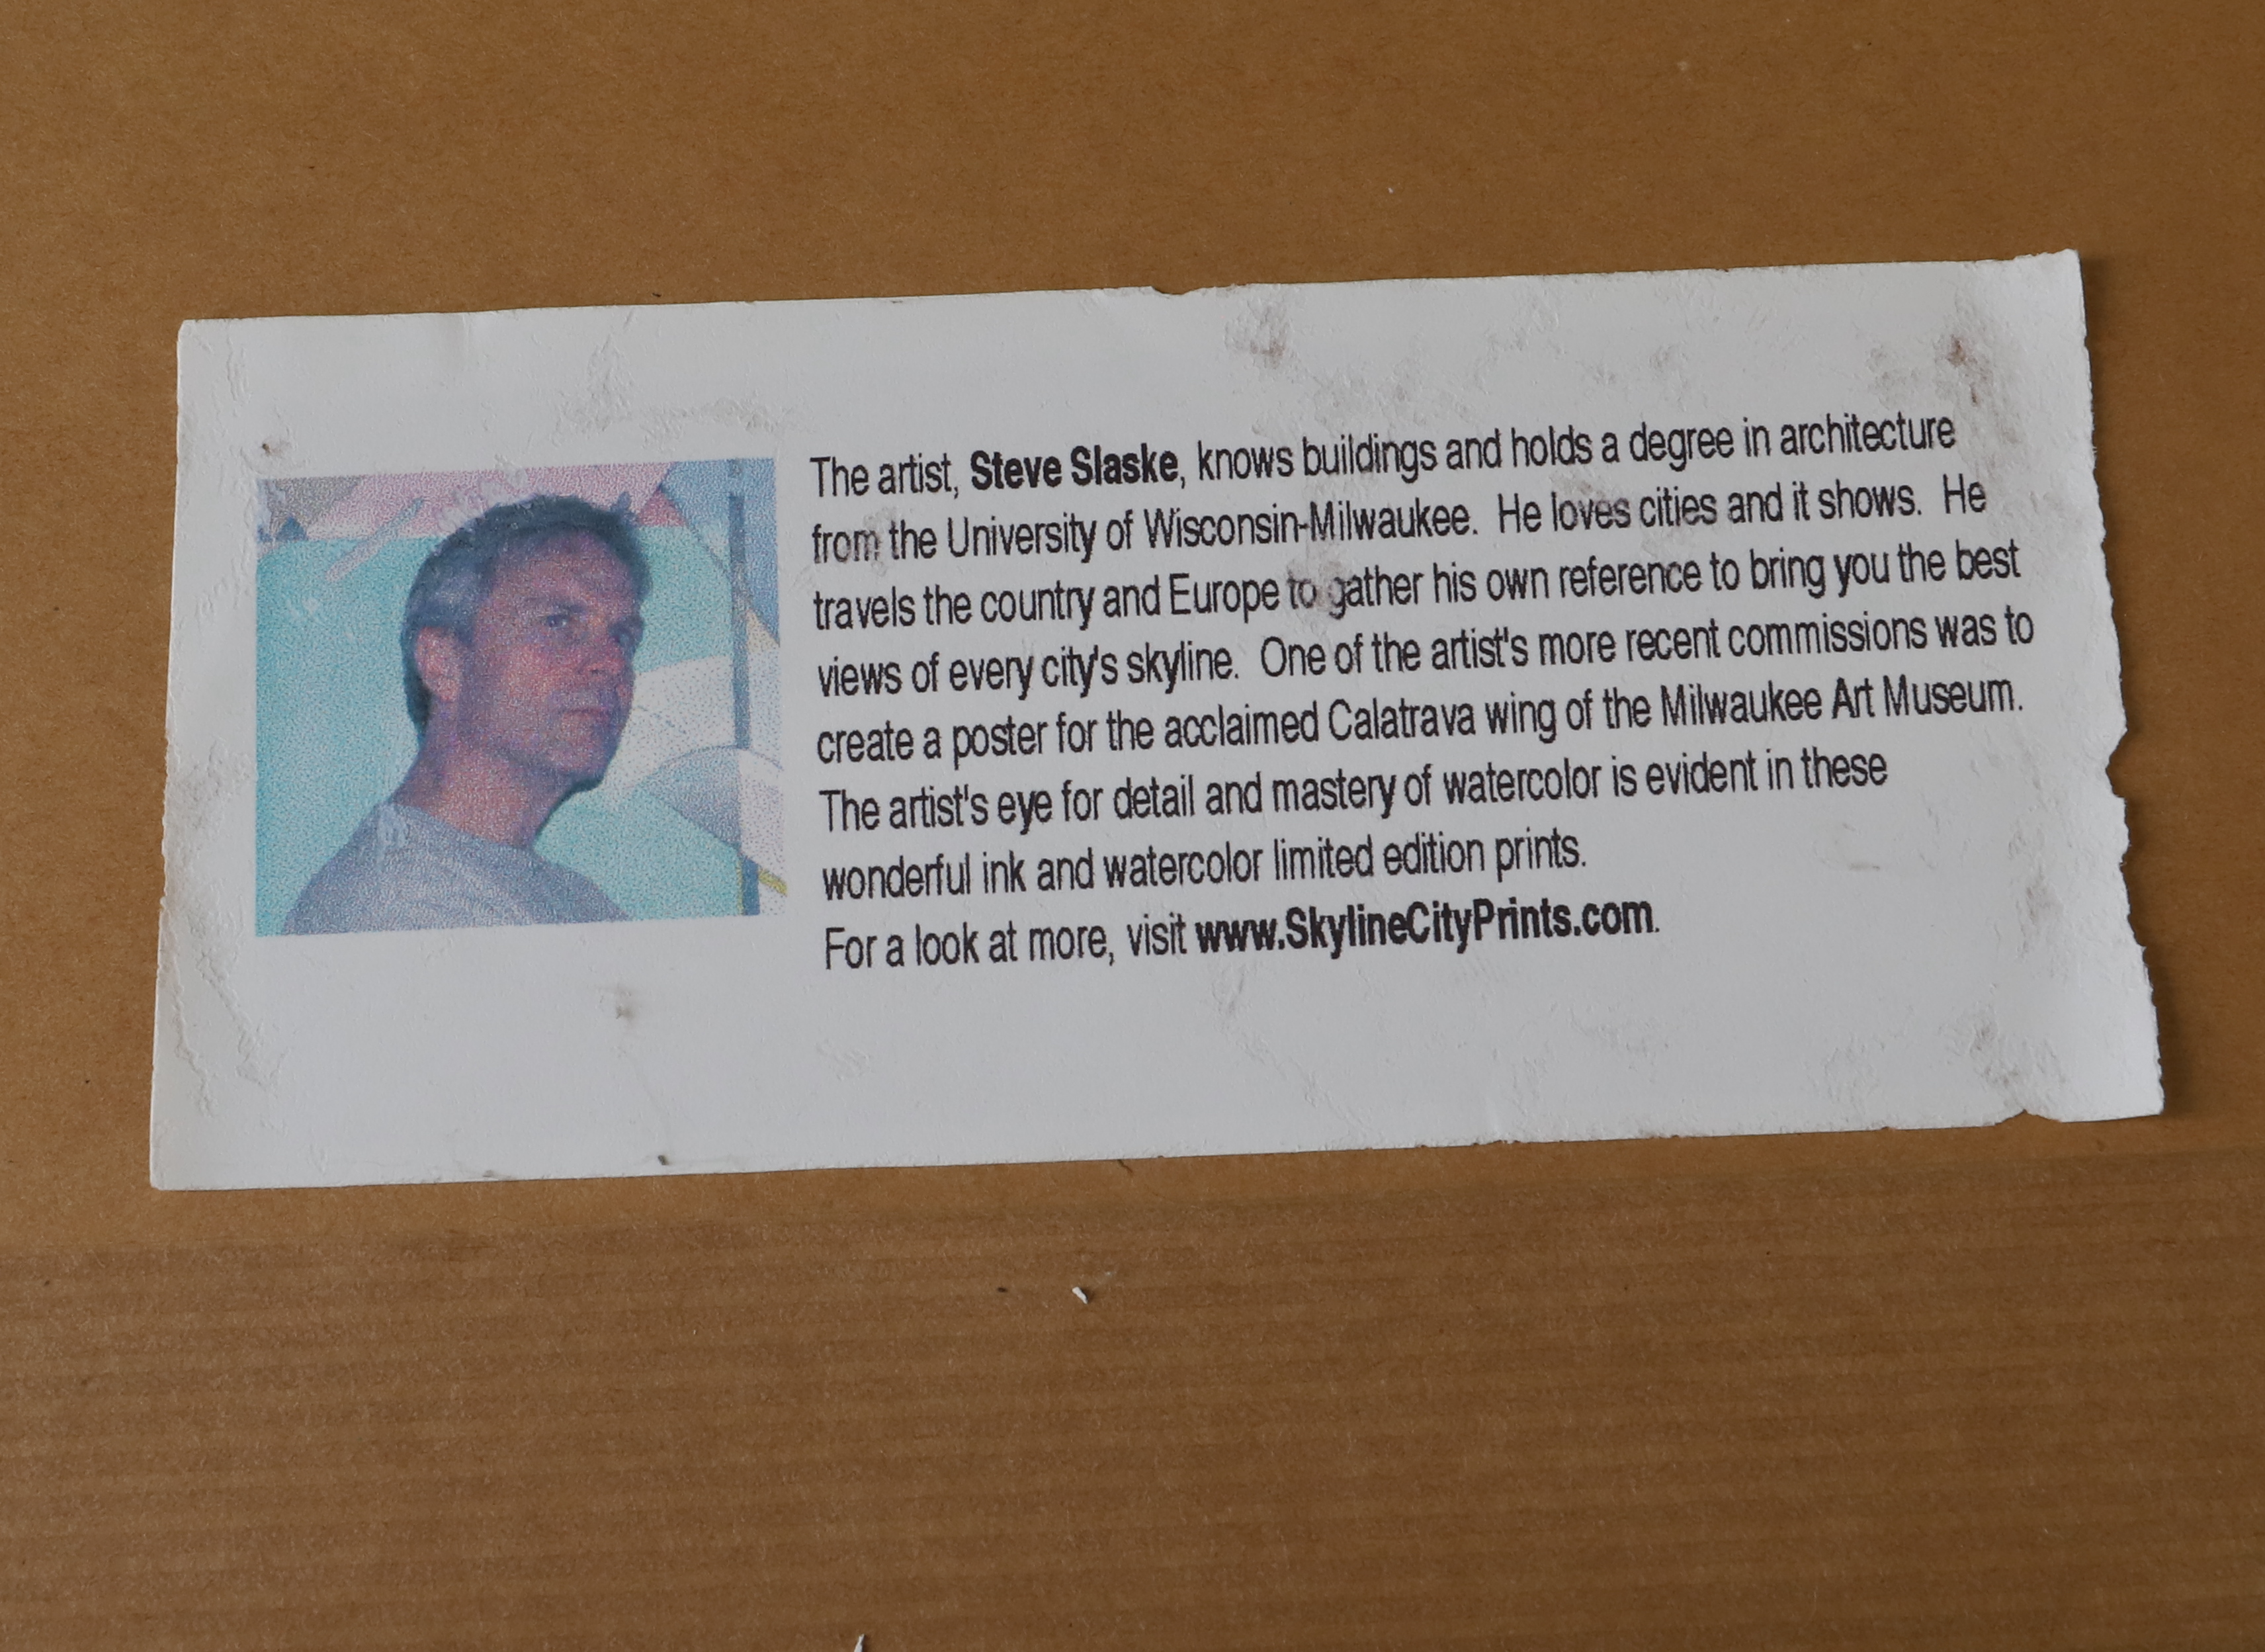 The artist, Steve Slaske, knows buildings and holds a degree in architecture
from the University of Wisconsin-Milwaukee. He loves cities and it shows. He
travels the country and Europe to gather his own reference to bring you the best
views of every city's skyline. One of the artist's more recent commissions was to
create a poster for the acclaimed Calatrava wing of the Milwaukee Art Museum.
The artist's eye for detail and mastery of watercolor is evident in these
wonderful ink and watercolor limited edition prints.
For a look at more, visit www.SkylineCityPrints.com.